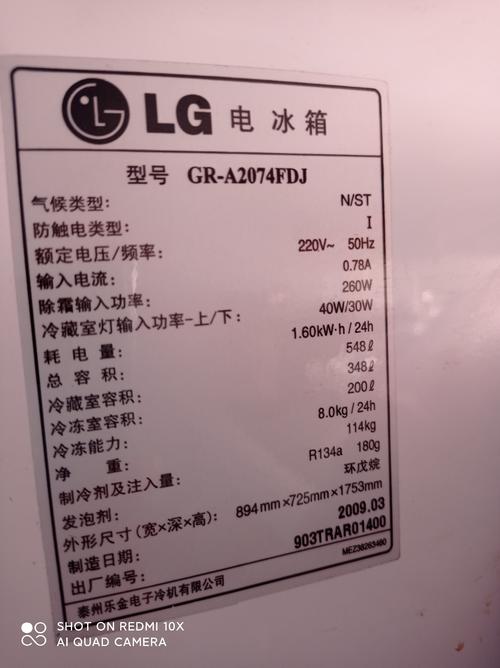 LG 电冰箱
型号 GR-A2074FDJ
气候类型: N/ST
防触电类型: I
额定电压/频率: 220V~ 50Hz
输入电流: 0.78A
除霜输入功率: 260W
冷藏室灯输入功率-上/下: 40W/30W
耗电量: 1.60kW·h / 24h
总容积: 548ℓ
冷藏室容积: 348ℓ
冷冻室容积: 200ℓ
冷冻能力: 8.0kg / 24h
净重: 114kg
制冷剂及注入量: R134a 180g
发泡剂: 环戊烷
外形尺寸(宽×深×高): 894mm×725mm×1753mm
制造日期: 2009.03
出厂编号: 903TRAR01400
MEZ36263460
泰州乐金电子冷机有限公司
SHOT ON REDMI 10X
AI QUAD CAMERA